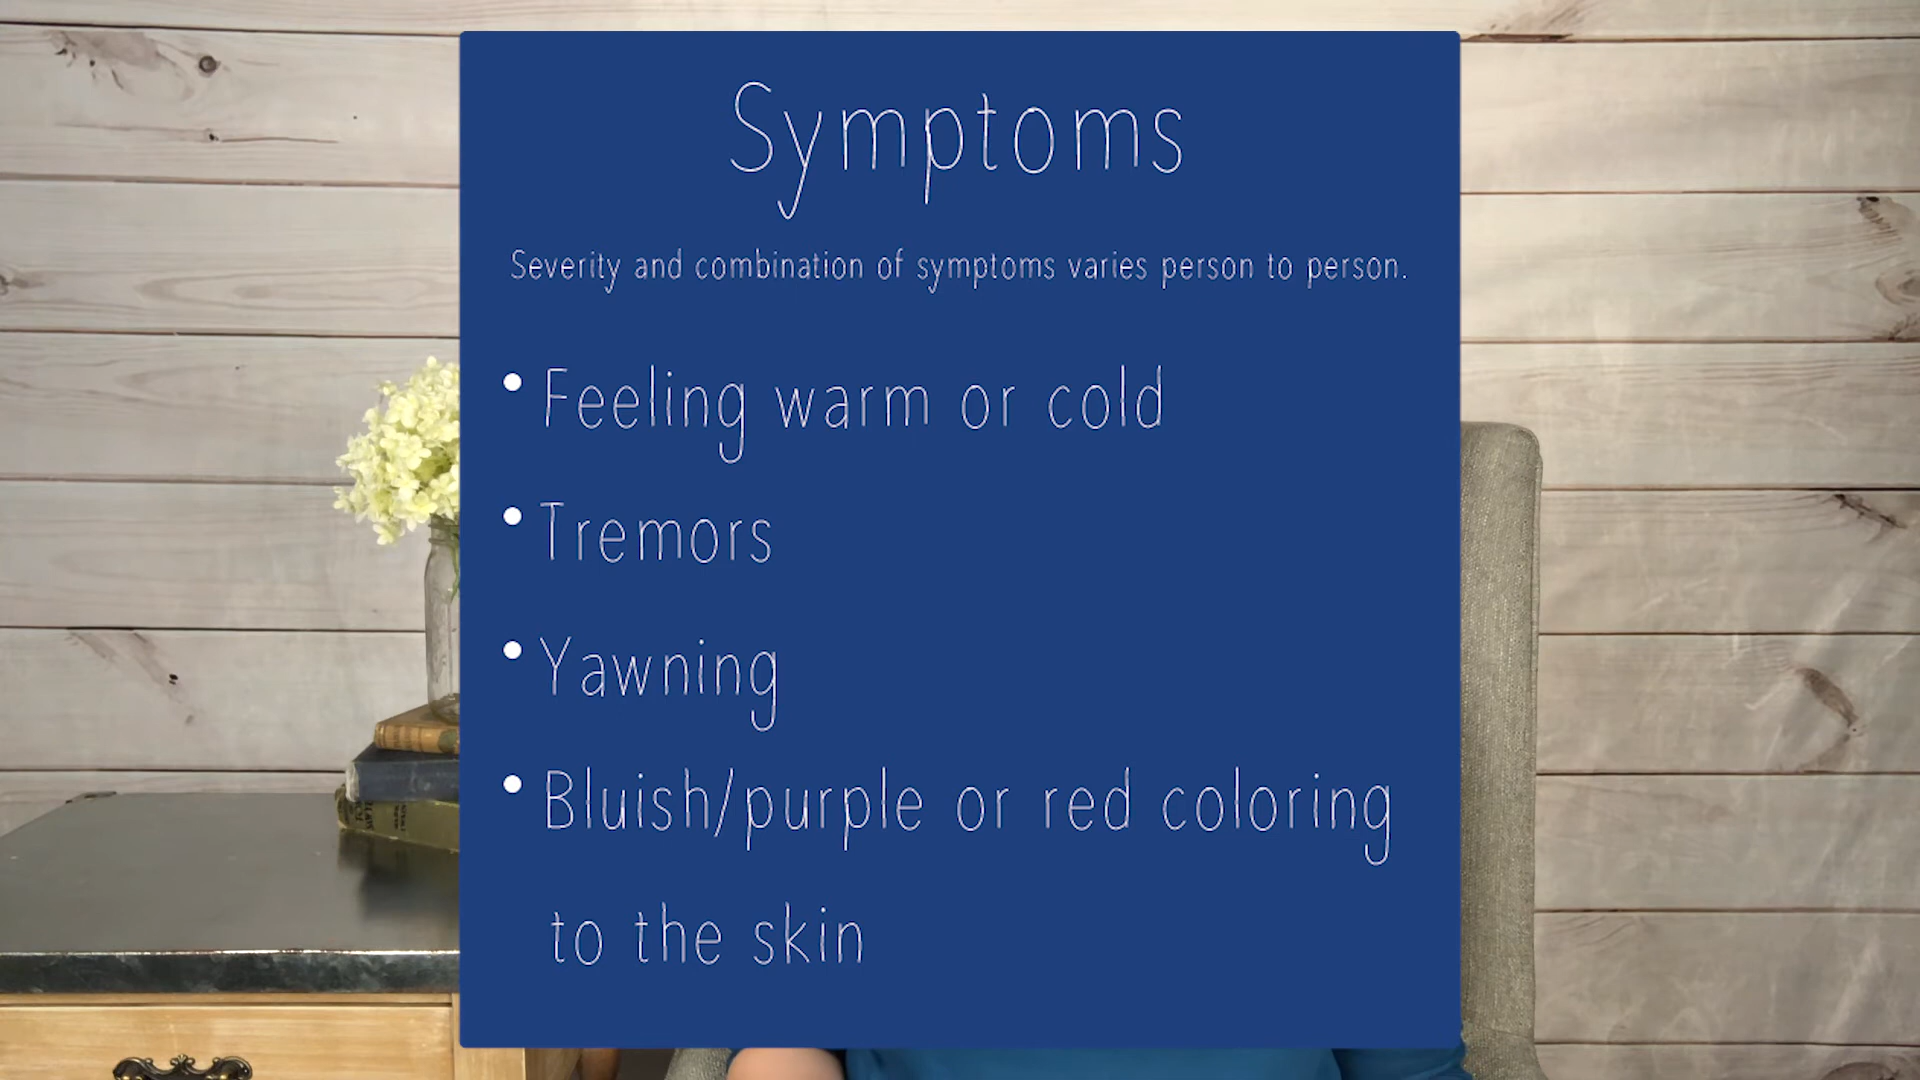 Symptoms
Severity and combination of symptoms varies person to person.
• Feeling warm or cold
• Tremors
• Yawning
• Bluish/purple or red coloring
to the skin